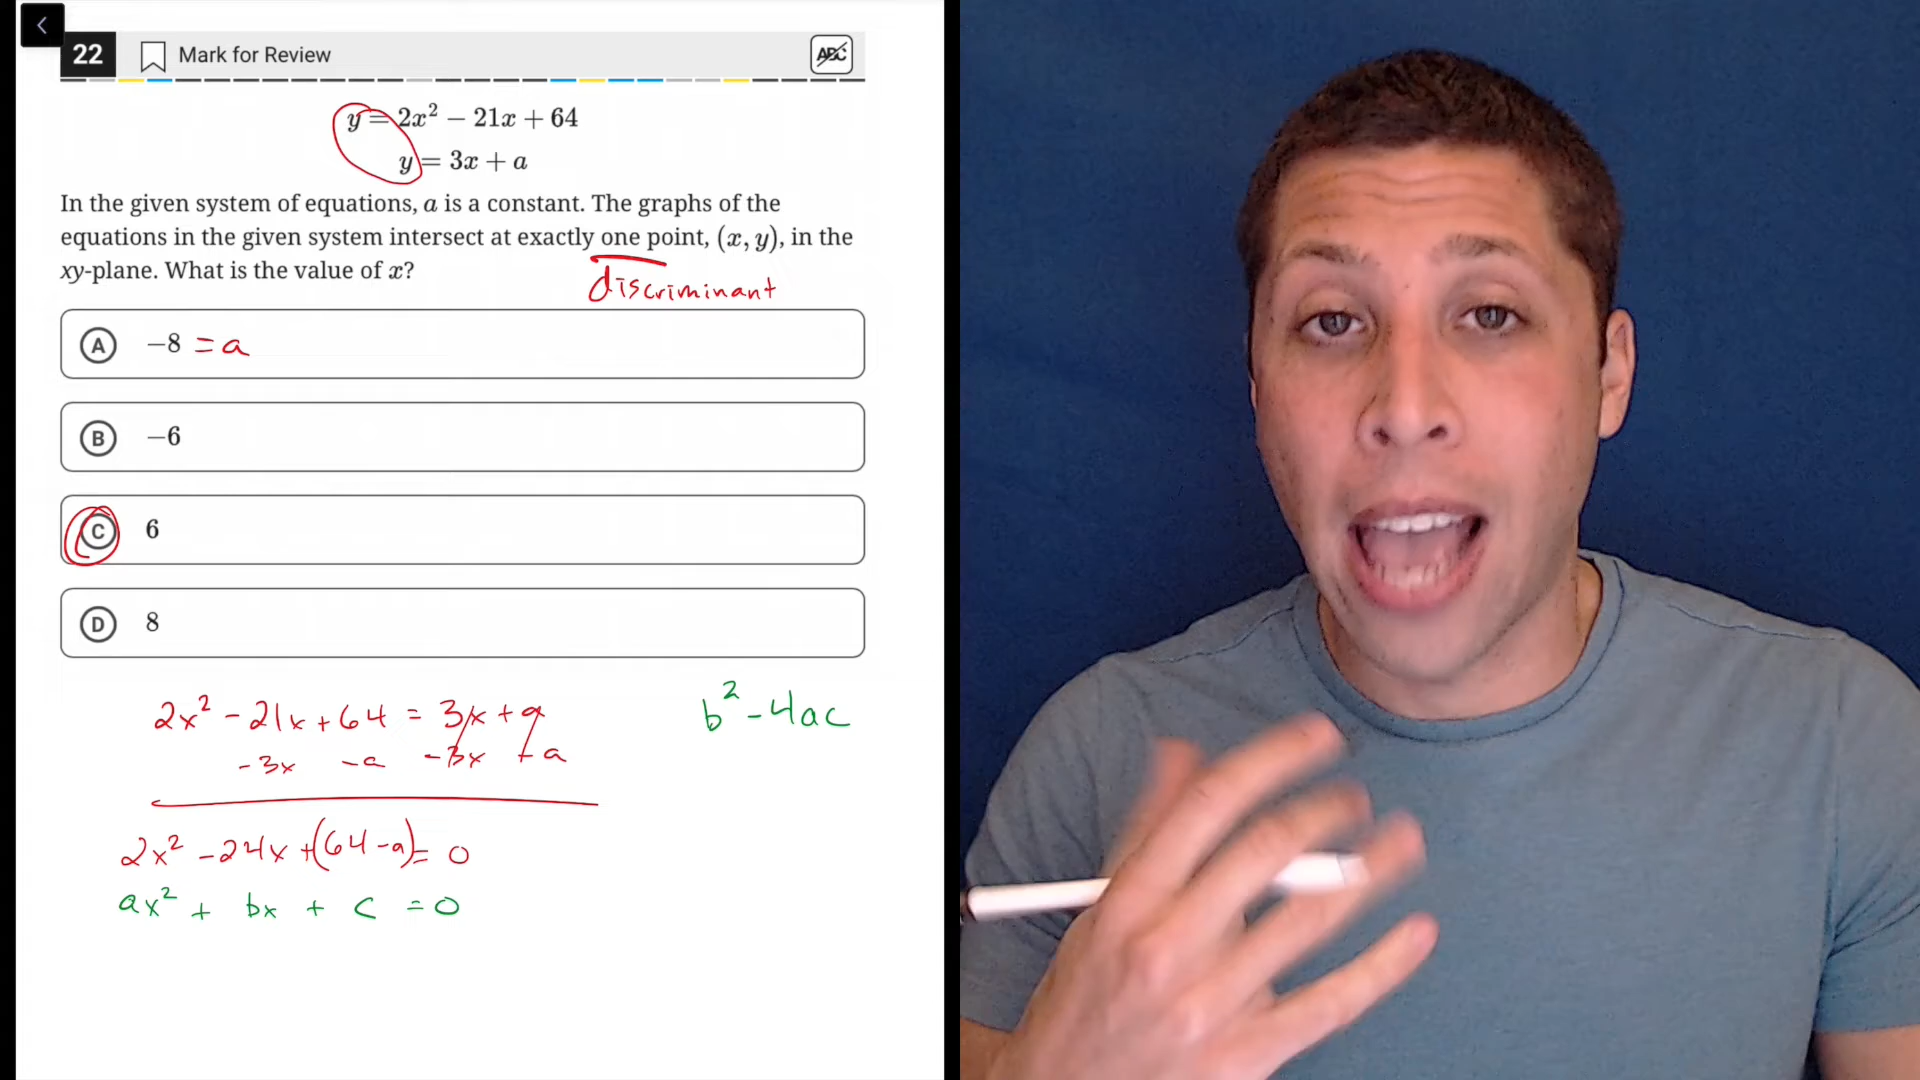 22 Mark for Review ABC
y = 2x² − 21x + 64
y = 3x + a
In the given system of equations, a is a constant. The graphs of the
equations in the given system intersect at exactly one point, (x, y), in the
xy-plane. What is the value of x?
discriminant
A −8 = a
B −6
C 6
D 8
2x² - 21x + 64 = 3x + a
b² - 4ac
-3x -a -3x -a
2x² - 24x + (64 - a) = 0
ax² + bx + c = 0